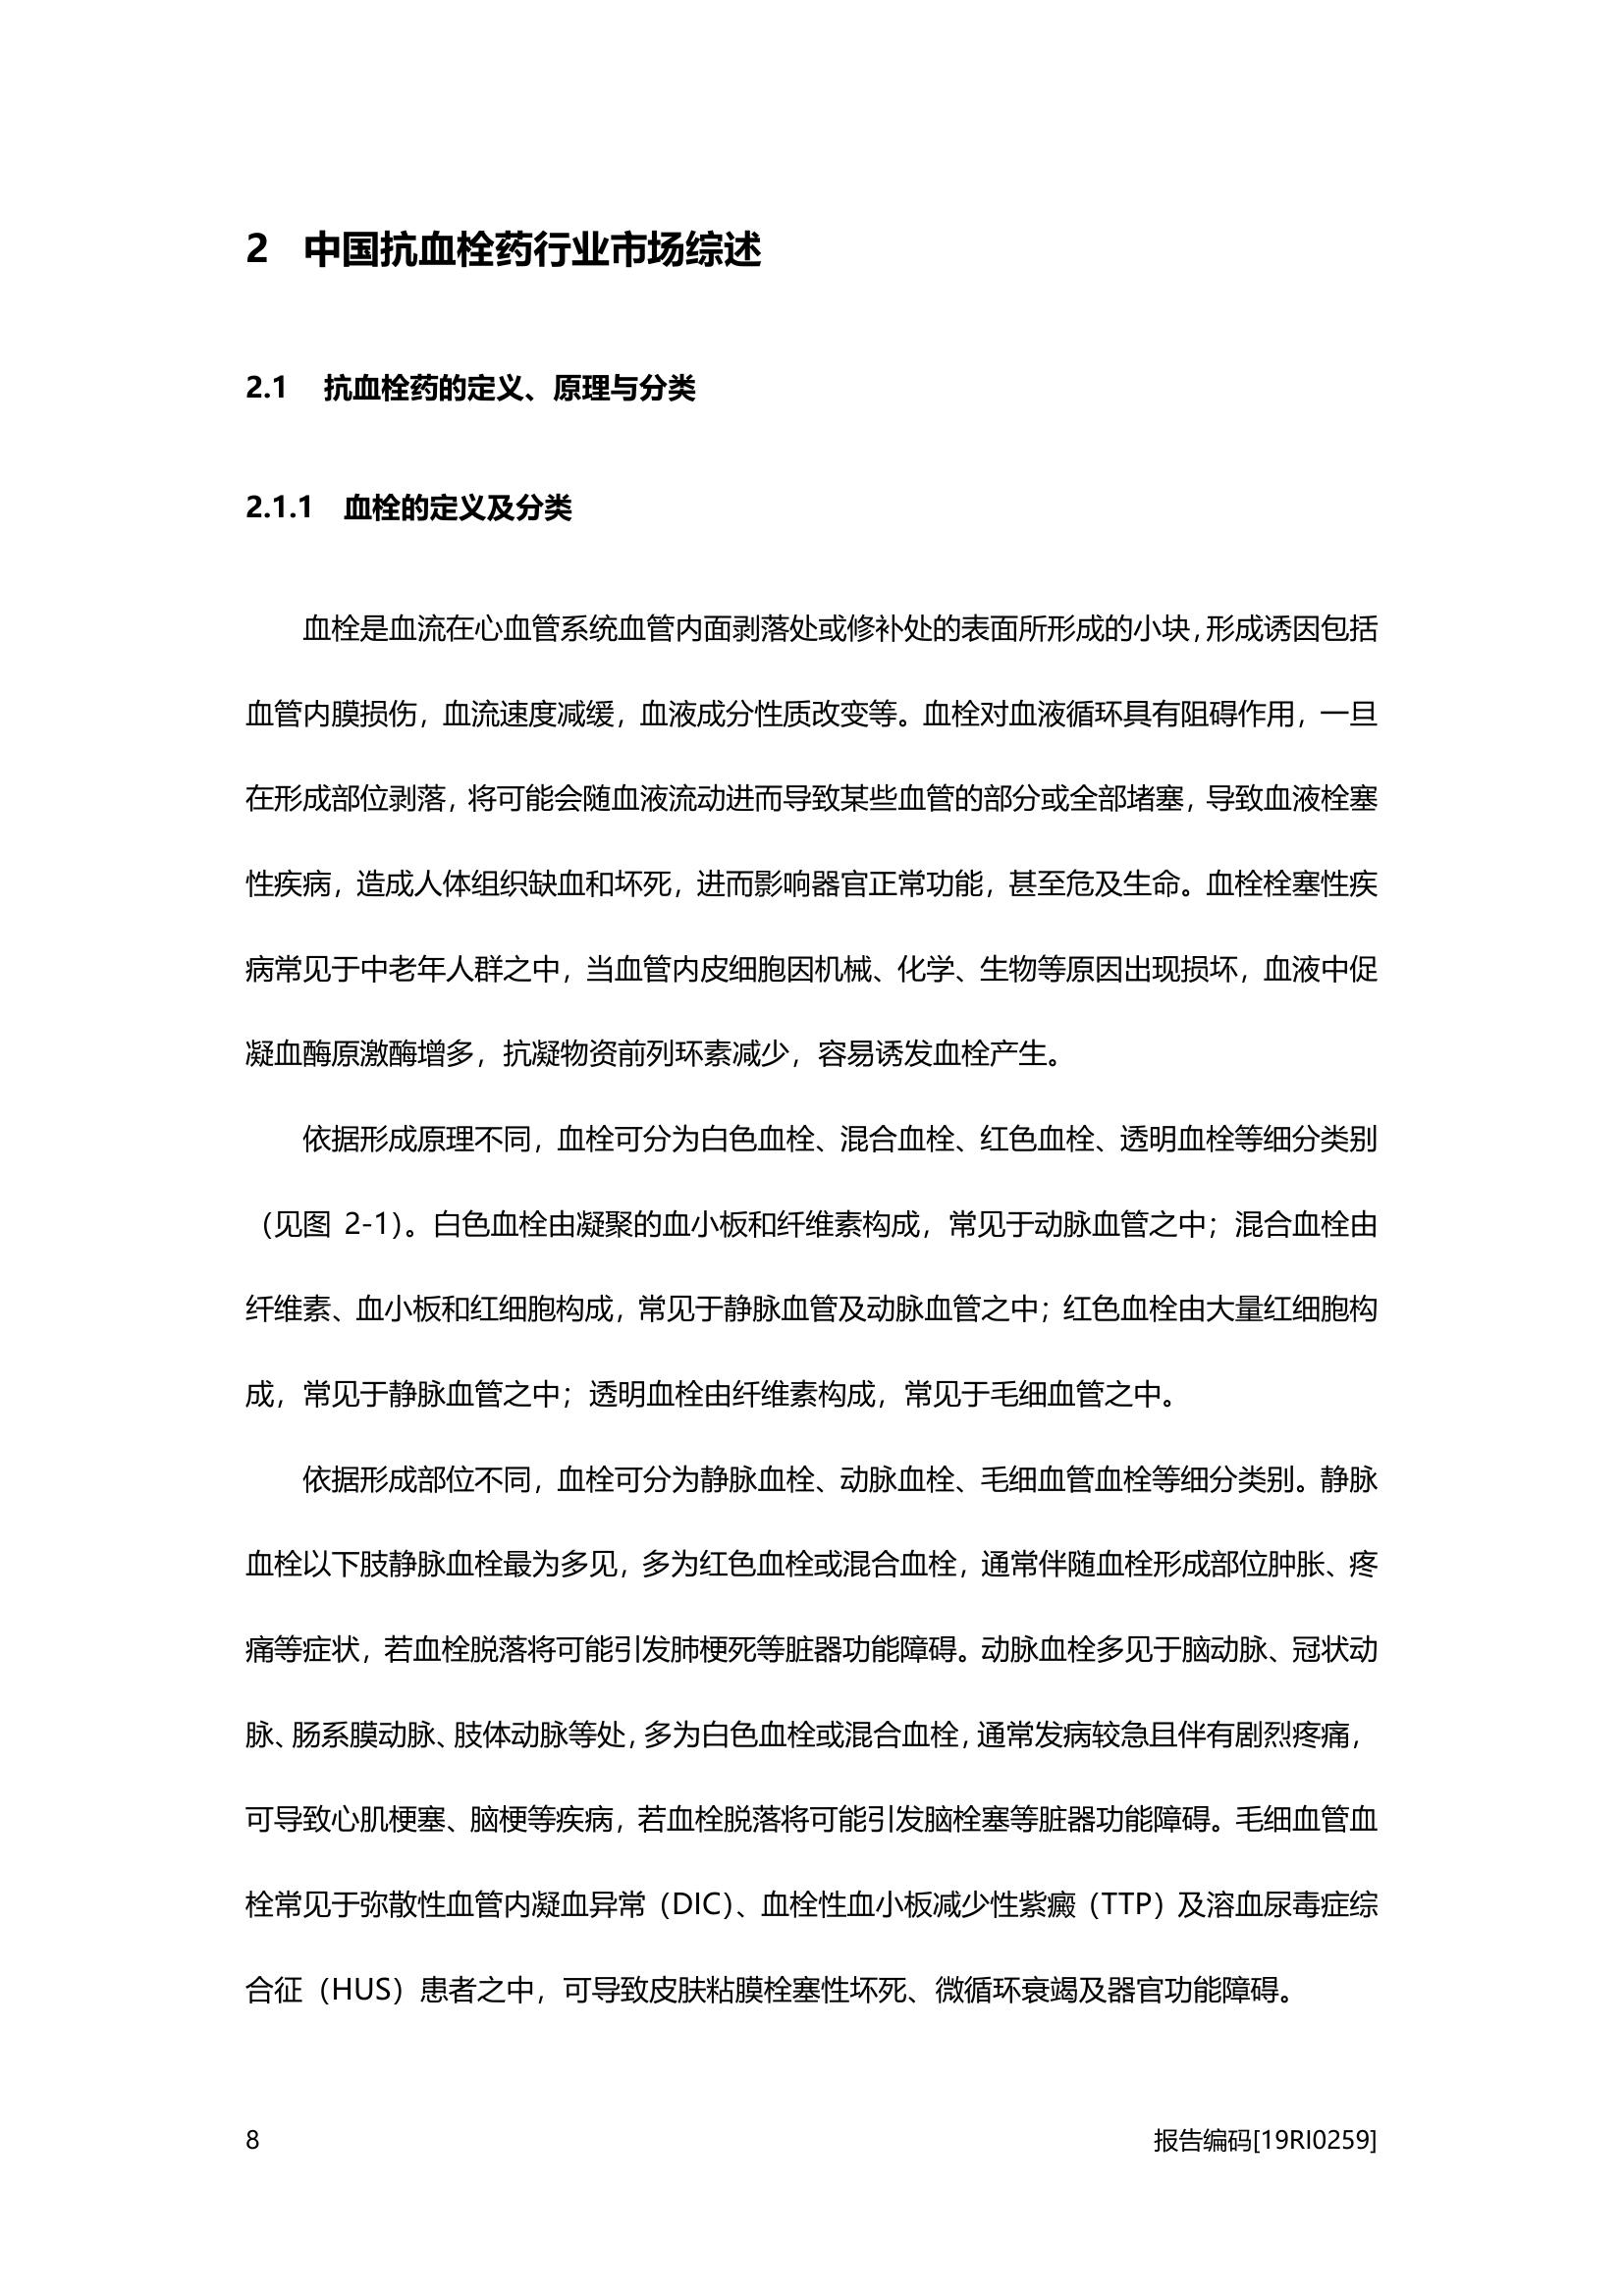 2 中国抗血栓药行业市场综述
2.1 抗血栓药的定义、原理与分类
2.1.1 血栓的定义及分类
血栓是血流在心血管系统血管内面剥落处或修补处的表面所形成的小块，形成诱因包括
血管内膜损伤，血流速度减缓，血液成分性质改变等。血栓对血液循环具有阻碍作用，一旦
在形成部位剥落，将可能会随血液流动进而导致某些血管的部分或全部堵塞，导致血液栓塞
性疾病，造成人体组织缺血和坏死，进而影响器官正常功能，甚至危及生命。血栓栓塞性疾
病常见于中老年人群之中，当血管内皮细胞因机械、化学、生物等原因出现损坏，血液中促
凝血酶原激酶增多，抗凝物资前列环素减少，容易诱发血栓产生。
依据形成原理不同，血栓可分为白色血栓、混合血栓、红色血栓、透明血栓等细分类别
（见图 2-1）。白色血栓由凝聚的血小板和纤维素构成，常见于动脉血管之中；混合血栓由
纤维素、血小板和红细胞构成，常见于静脉血管及动脉血管之中；红色血栓由大量红细胞构
成，常见于静脉血管之中；透明血栓由纤维素构成，常见于毛细血管之中。
依据形成部位不同，血栓可分为静脉血栓、动脉血栓、毛细血管血栓等细分类别。静脉
血栓以下肢静脉血栓最为多见，多为红色血栓或混合血栓，通常伴随血栓形成部位肿胀、疼
痛等症状，若血栓脱落将可能引发肺梗死等脏器功能障碍。动脉血栓多见于脑动脉、冠状动
脉、肠系膜动脉、肢体动脉等处，多为白色血栓或混合血栓，通常发病较急且伴有剧烈疼痛，
可导致心肌梗塞、脑梗等疾病，若血栓脱落将可能引发脑栓塞等脏器功能障碍。毛细血管血
栓常见于弥散性血管内凝血异常（DIC）、血栓性血小板减少性紫癜（TTP）及溶血尿毒症综
合征（HUS）患者之中，可导致皮肤粘膜栓塞性坏死、微循环衰竭及器官功能障碍。
8 报告编码[19RI0259]